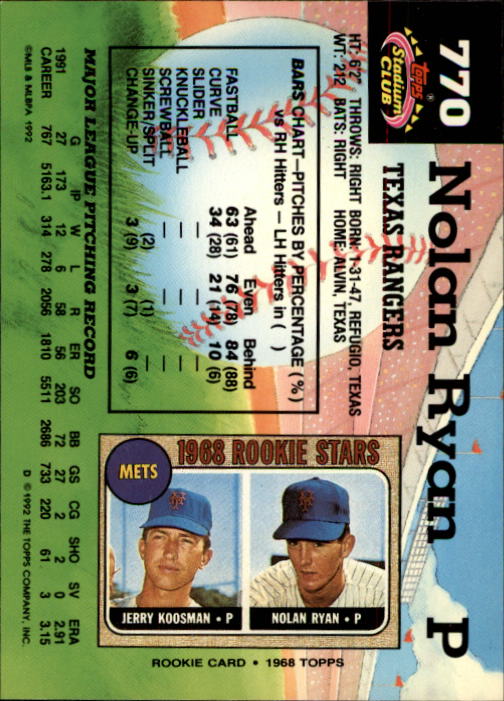 770
Nolan Ryan P
Topps
Stadium
CLUB
®
TEXAS RANGERS
HT: 6'2" THROWS: RIGHT BORN: 1-31-47, REFUGIO, TEXAS
WT: 212 BATS: RIGHT HOME: ALVIN, TEXAS
BARS CHART—PITCHES BY PERCENTAGE (%)
vs RH Hitters — LH Hitters in ( )
Ahead Even Behind
FASTBALL 63 (61) 76 (78) 84 (88)
CURVE 34 (28) 21 (14) 10 (6)
SLIDER — — —
KNUCKLEBALL — — —
SCREWBALL — — —
SINKER/SPLIT (2) (1) —
CHANGE-UP 3 (9) 3 (7) 6 (6)
1968 ROOKIE STARS
METS
JERRY KOOSMAN • P
NOLAN RYAN • P
ROOKIE CARD • 1968 TOPPS
MAJOR LEAGUE PITCHING RECORD
G IP W L R ER SO BB GS CG SHO SV ERA
1991 27 173 12 6 58 56 203 72 27 2 2 0 2.91
CAREER 767 5163.1 314 278 2056 1810 5511 2686 733 220 61 3 3.15
© MLB & MLBPA 1992
D © 1992 THE TOPPS COMPANY, INC.